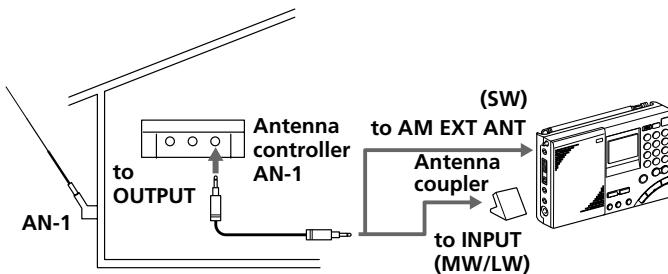 AN-1
to
OUTPUT
Antenna
controller
AN-1
(SW)
to AM EXT ANT
Antenna
coupler
to INPUT
(MW/LW)